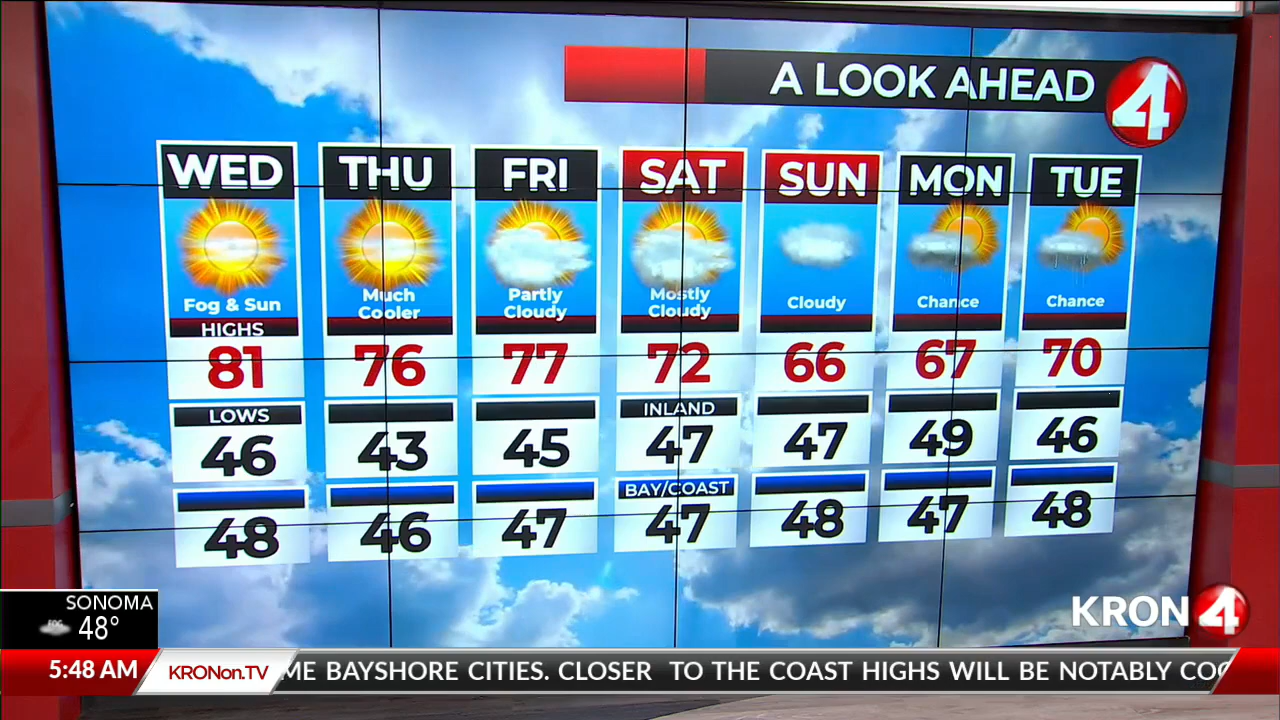 A LOOK AHEAD
4
WED THU FRI SAT SUN MON TUE
Fog & Sun
Much
Cooler
Partly
Cloudy
Mostly
Cloudy
Cloudy
Chance
Chance
HIGHS
81 76 77 72 66 67 70
LOWS
INLAND
46 43 45 47 47 49 46
BAY/COAST
48 46 47 47 48 47 48
KRON 4
SONOMA
FOG
48°
5:48 AM
KRONon.TV
ME BAYSHORE CITIES. CLOSER TO THE COAST HIGHS WILL BE NOTABLY